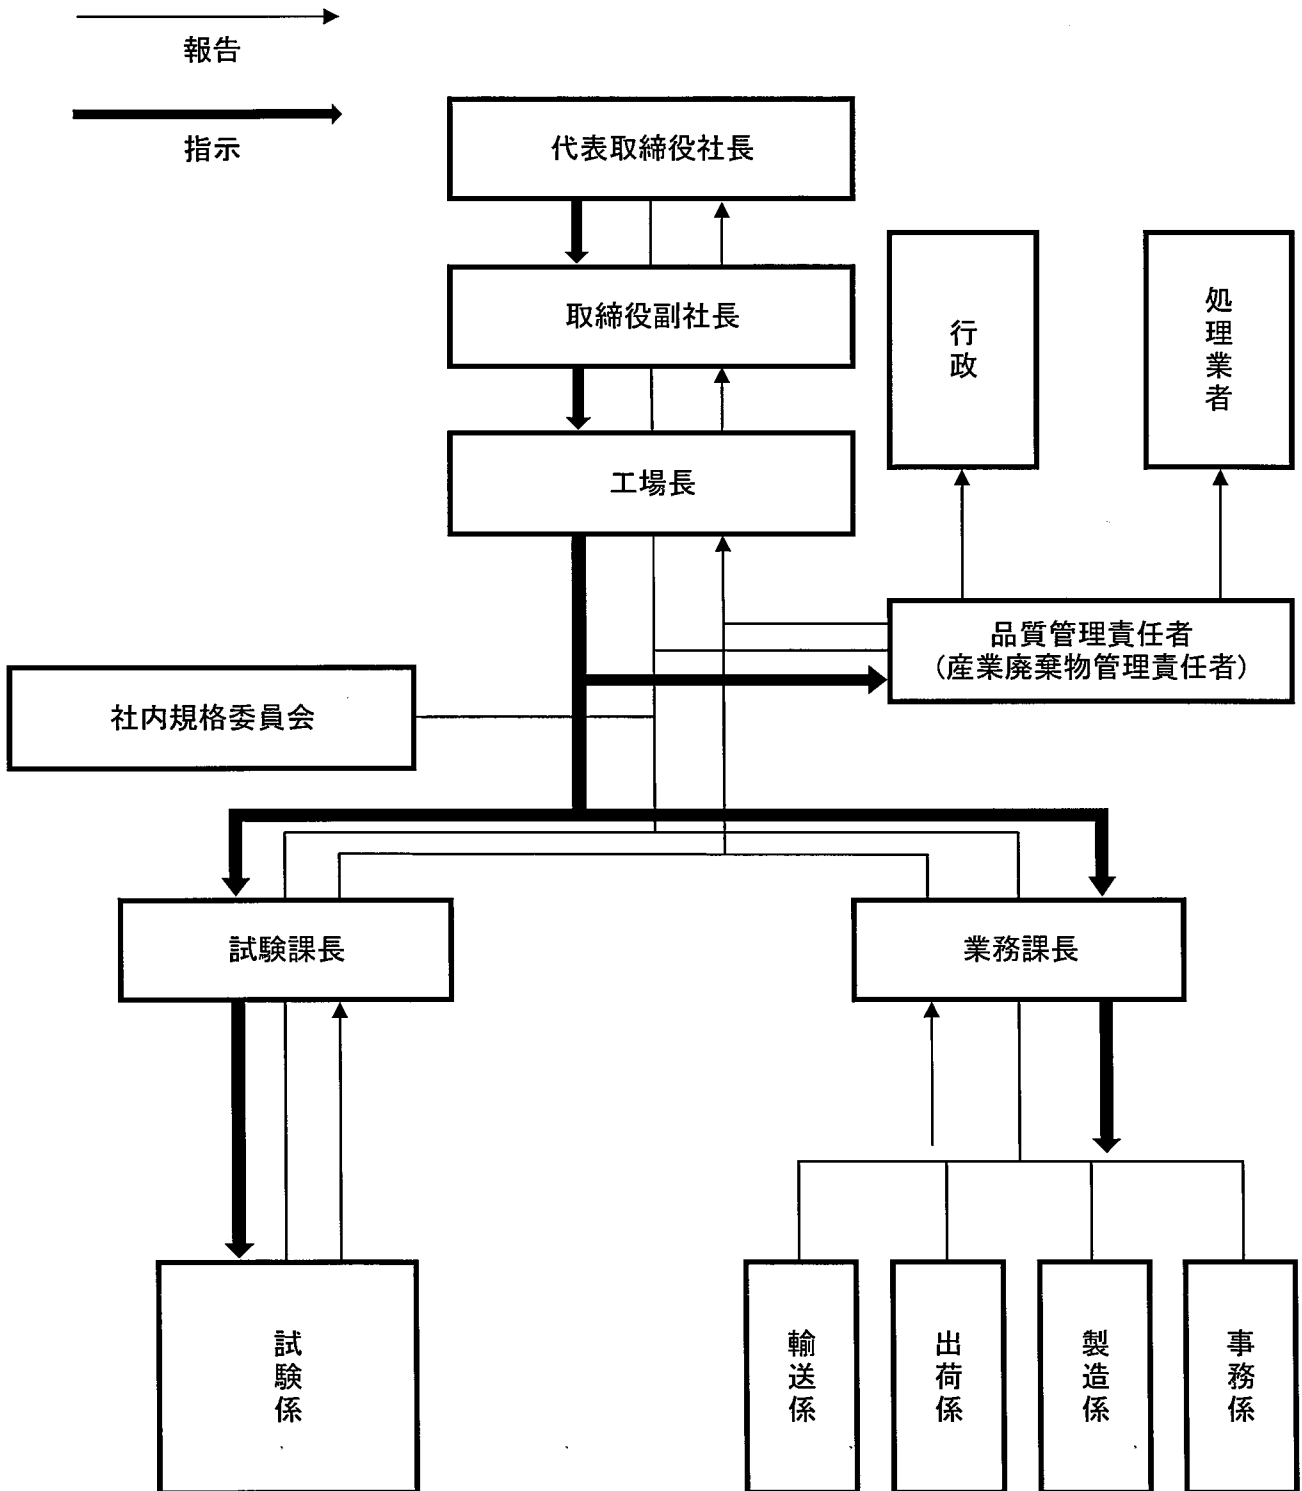 報告
指示
代表取締役社長
取締役副社長
行政
処理業者
工場長
品質管理責任者
(産業廃棄物管理責任者)
社内規格委員会
試験課長
業務課長
試験係
輸送係
出荷係
製造係
事務係